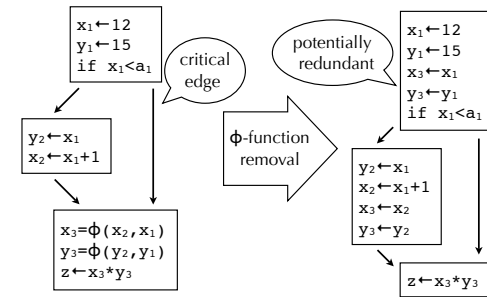 x₁←12
y₁←15
if x₁<a₁
critical
edge
y₂←x₁
x₂←x₁+1
x₃=ϕ(x₂,x₁)
y₃=ϕ(y₂,y₁)
z←x₃*y₃
ϕ-function
removal
potentially
redundant
x₁←12
y₁←15
x₃←x₁
y₃←y₁
if x₁<a₁
y₂←x₁
x₂←x₁+1
x₃←x₂
y₃←y₂
z←x₃*y₃